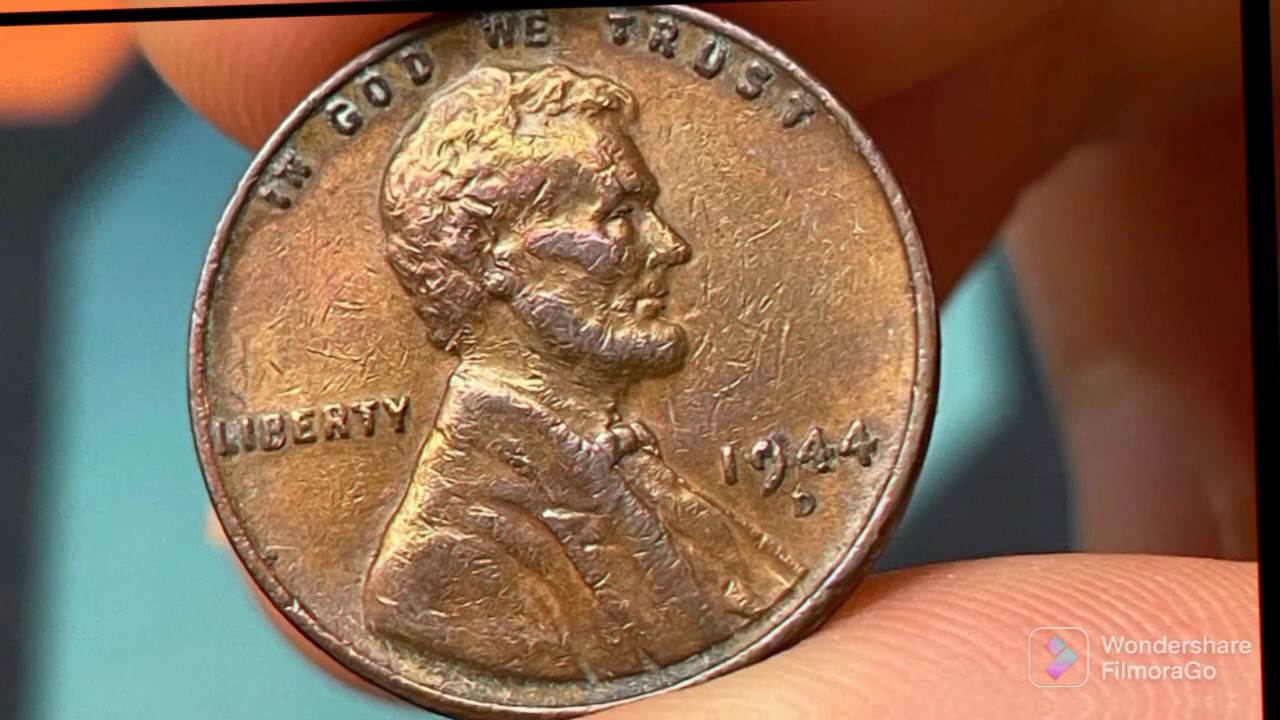 IN GOD WE TRUST
LIBERTY
1944
D
Wondershare
FilmoraGo